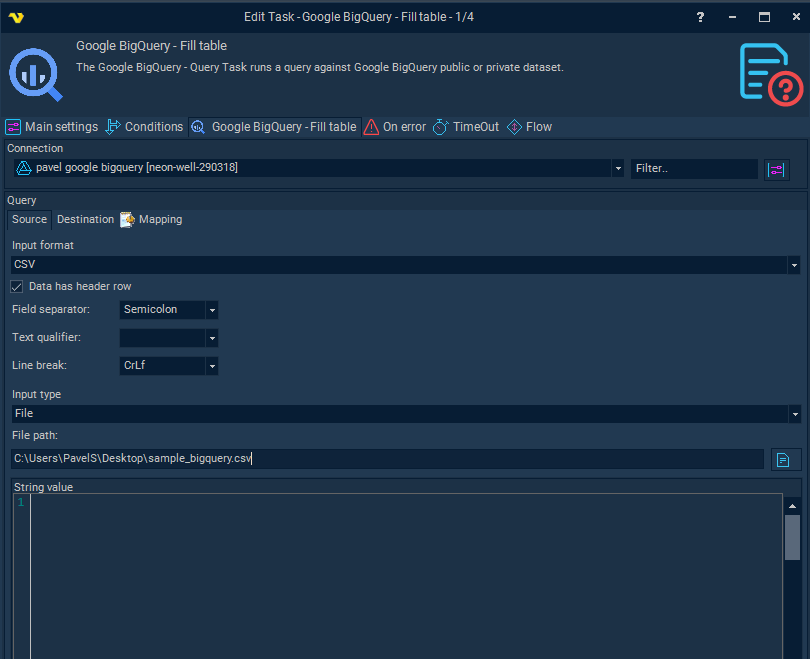 Edit Task - Google BigQuery - Fill table - 1/4
?
Google BigQuery - Fill table
The Google BigQuery - Query Task runs a query against Google BigQuery public or private dataset.
Main settings Conditions Google BigQuery - Fill table On error TimeOut Flow
Connection
pavel google bigquery [neon-well-290318] Filter..
Query
Source Destination Mapping
Input format
CSV
Data has header row
Field separator: Semicolon
Text qualifier:
Line break: CrLf
Input type
File
File path:
C:\Users\PavelS\Desktop\sample_bigquery.csv
String value
1